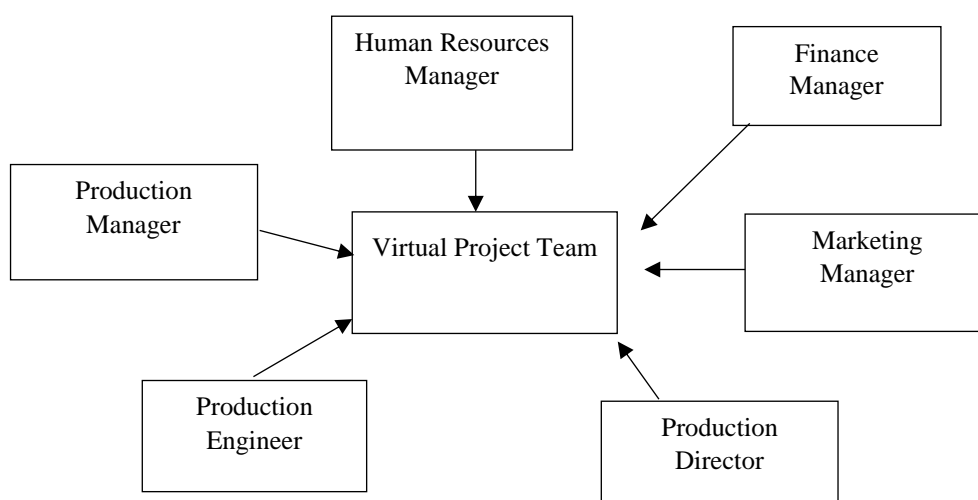 Human Resources
Manager
Finance
Manager
Production
Manager
Virtual Project Team
Marketing
Manager
Production
Engineer
Production
Director